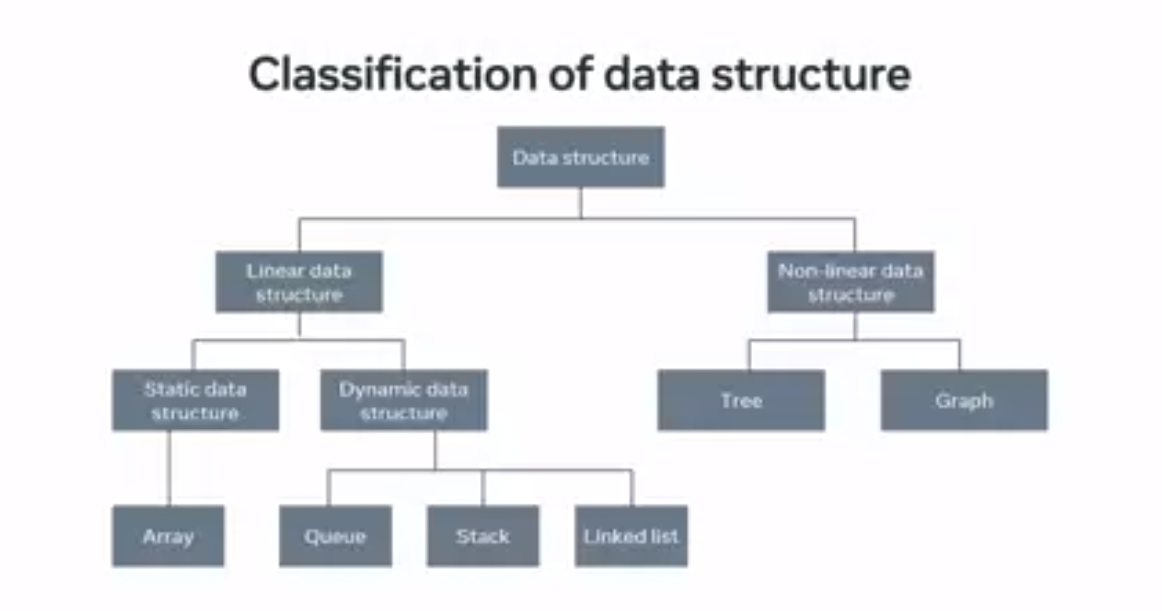 Classification of data structure
Data structure
Linear data
structure
Non-linear data
structure
Static data
structure
Dynamic data
structure
Tree
Graph
Array
Queue
Stack
Linked list